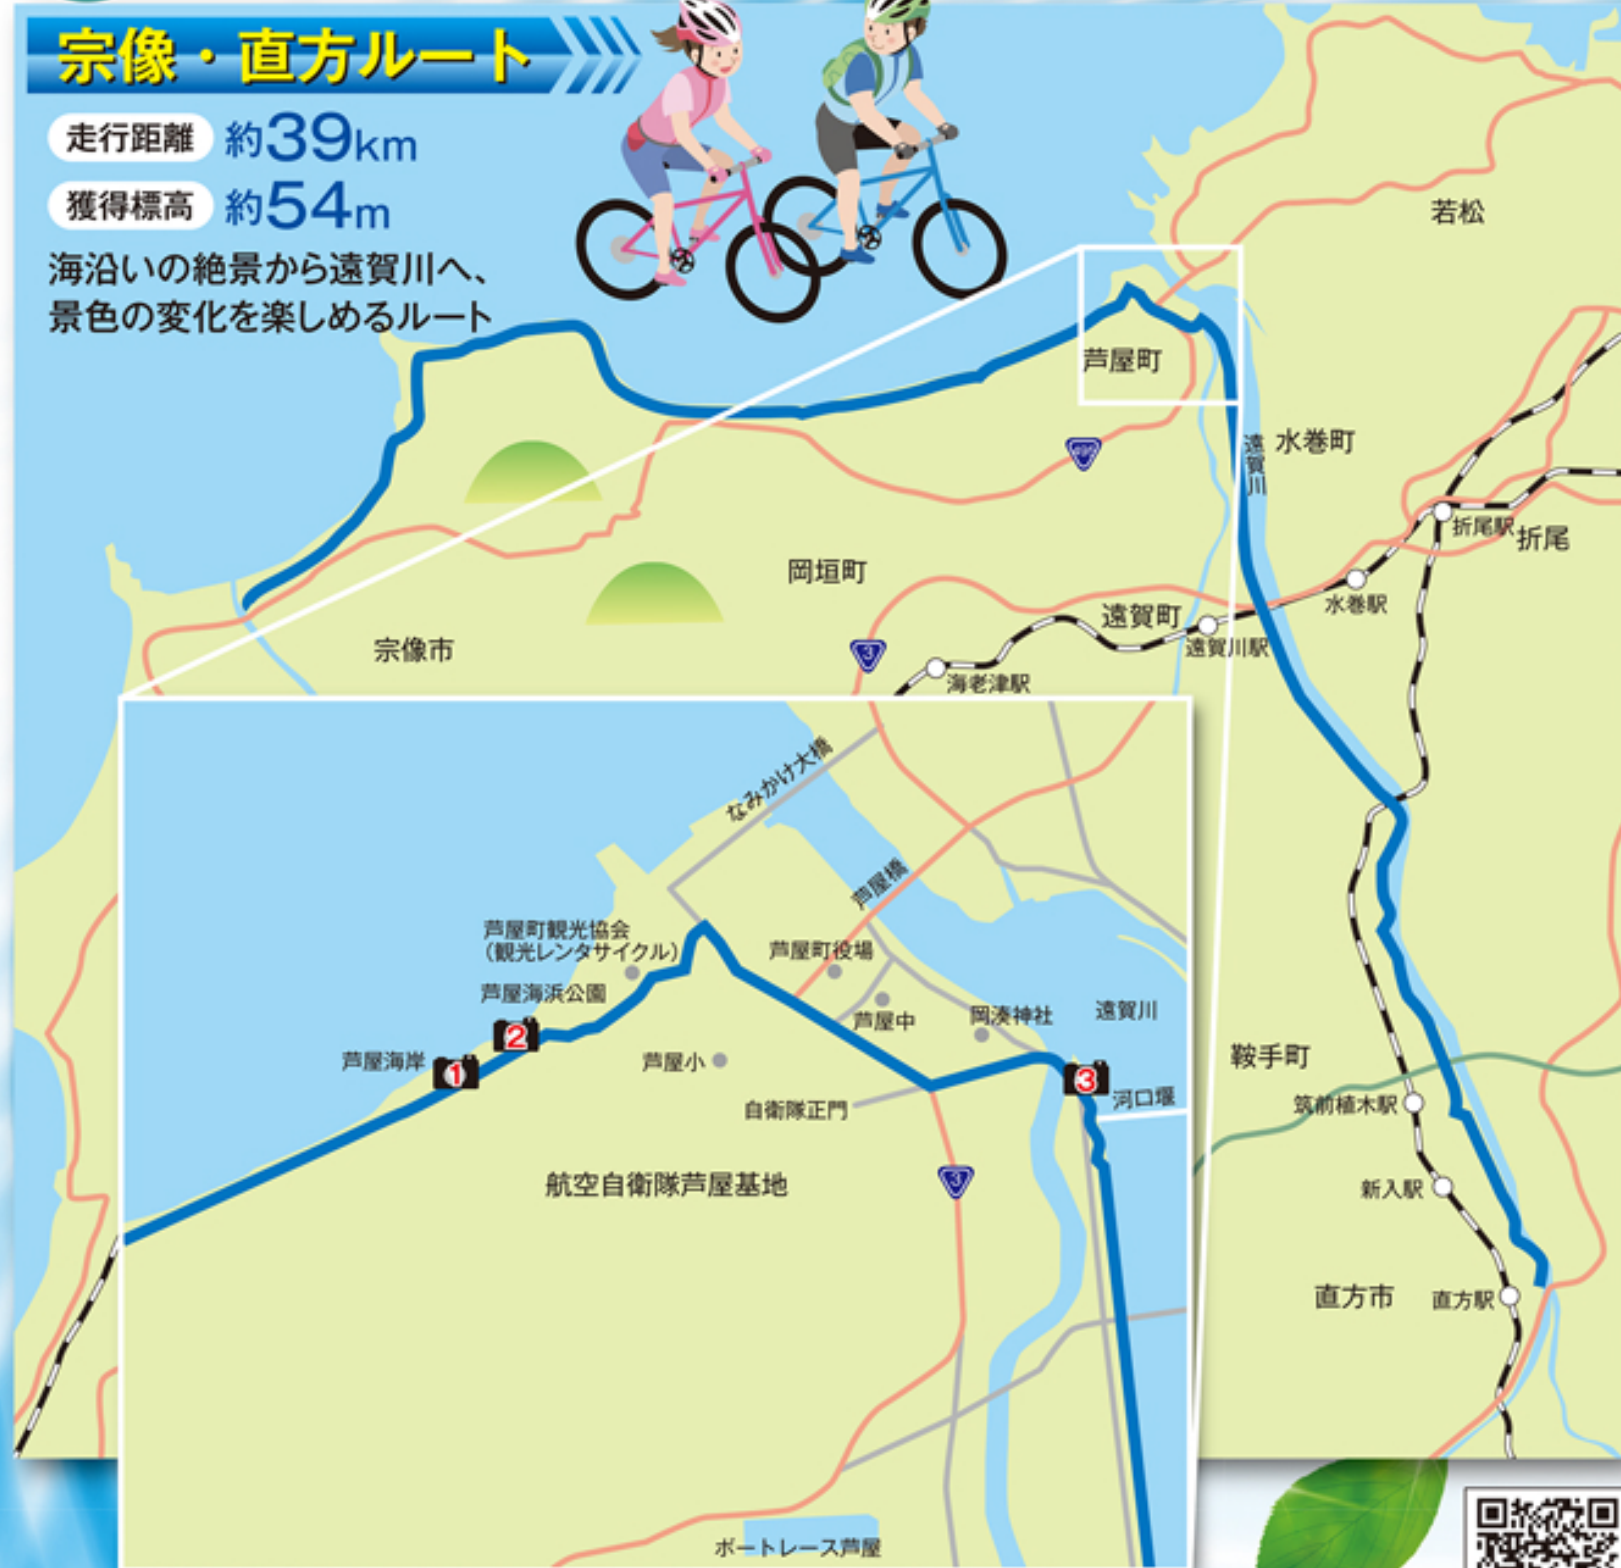 宗像・直方ルート
走行距離 約39km
獲得標高 約54m
海沿いの絶景から遠賀川へ、
景色の変化を楽しめるルート
若松
芦屋町
水巻町
遠賀川
折尾駅
折尾
岡垣町
水巻駅
遠賀町
遠賀川駅
宗像市
3
海老津駅
なみかけ大橋
芦屋橋
芦屋町観光協会
（観光レンタサイクル）
芦屋町役場
芦屋海浜公園
2
芦屋中
岡湊神社
遠賀川
芦屋海岸
1
芦屋小
3
河口堰
自衛隊正門
鞍手町
筑前植木駅
航空自衛隊芦屋基地
3
新入駅
直方市
直方駅
ボートレース芦屋